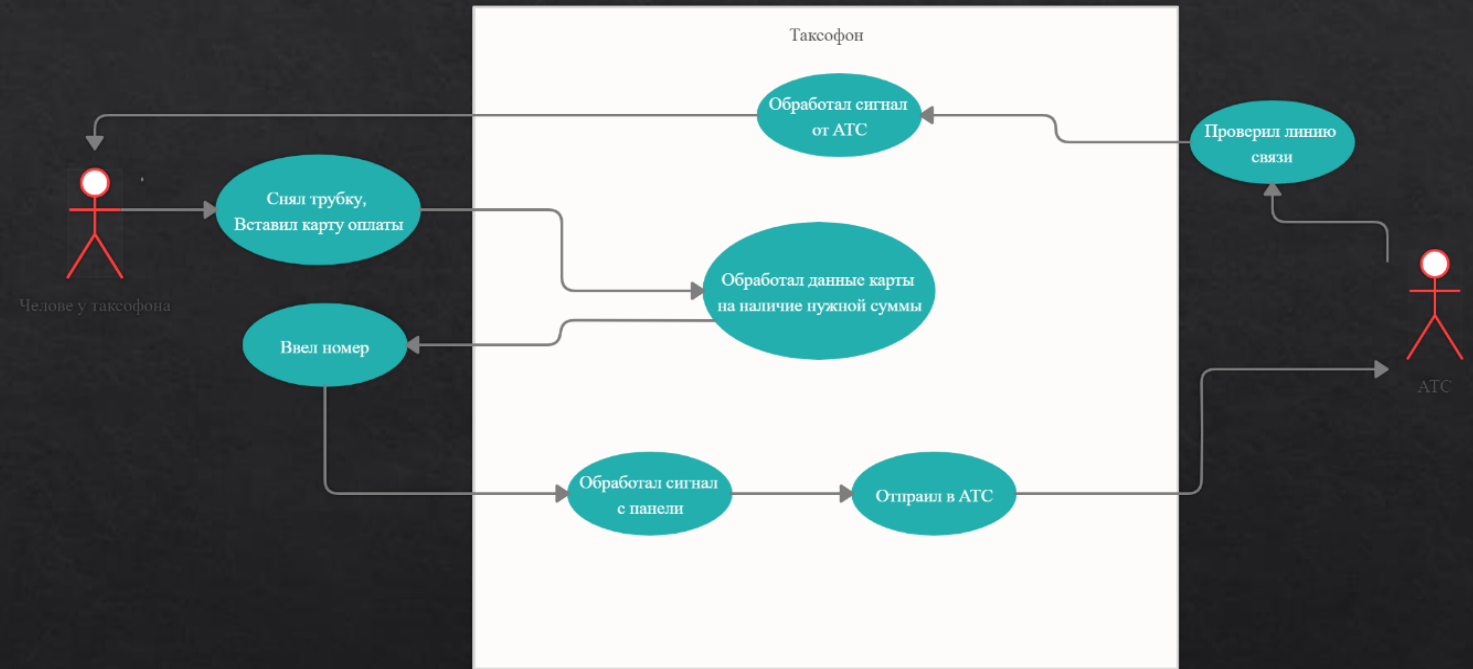 Таксофон
Обработал сигнал
от АТС
Проверил линию
связи
Снял трубку,
Вставил карту оплаты
Обработал данные карты
на наличие нужной суммы
Челове у таксофона
Ввел номер
АТС
Обработал сигнал
с панели
Отпраил в АТС